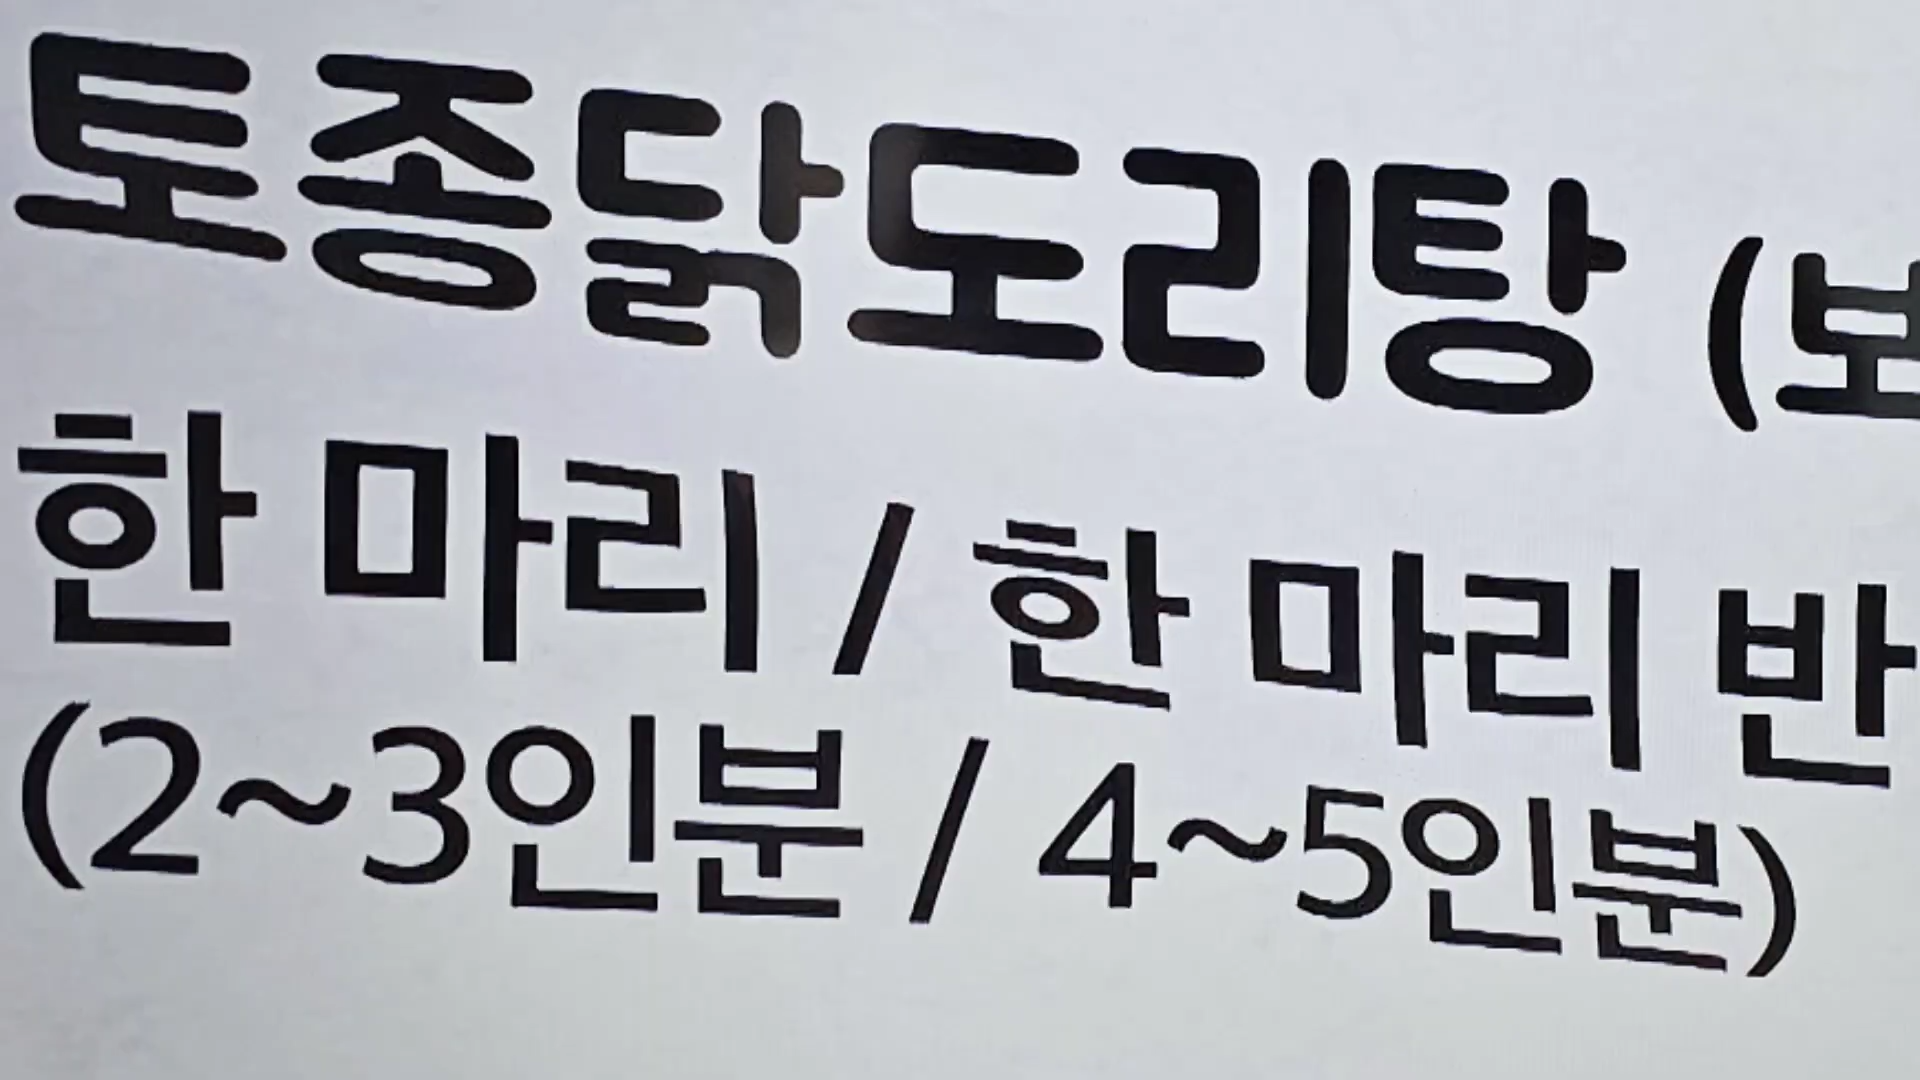 토종닭도리탕
한 마리 / 한 마리 반
(2~3인분 / 4~5인분)